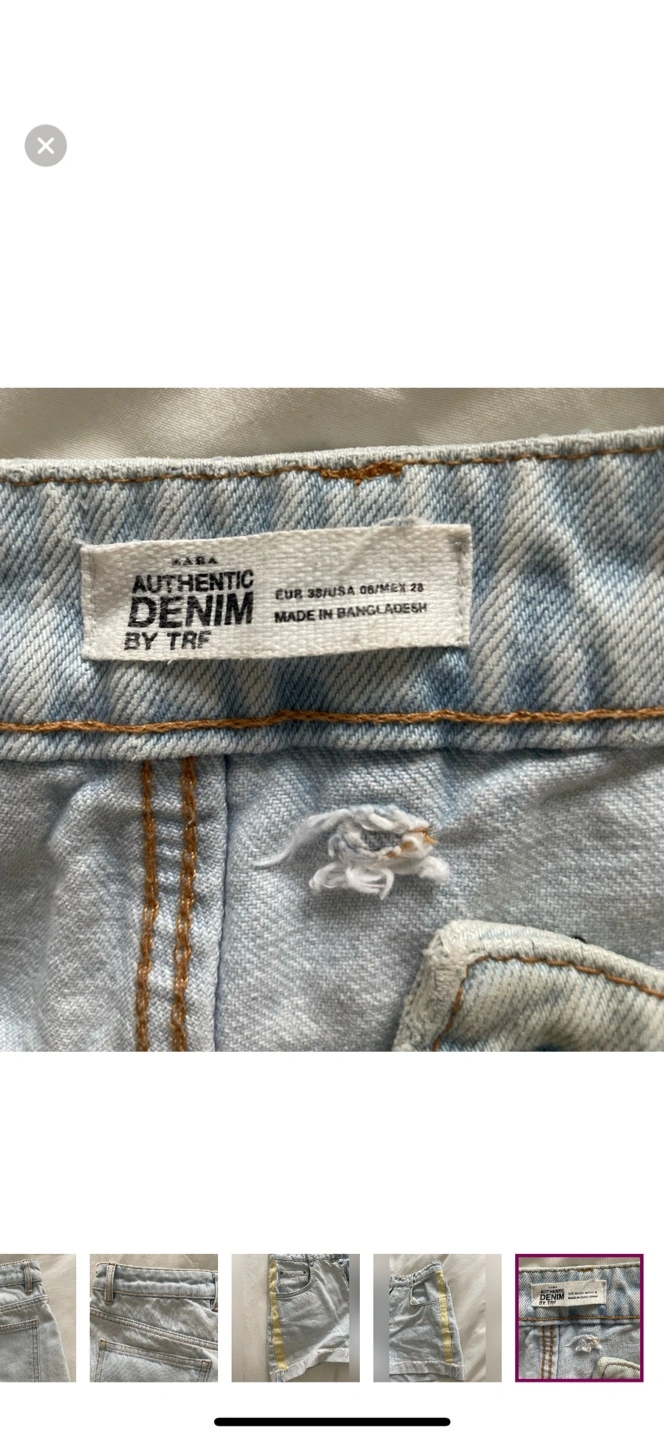 ZARA
AUTHENTIC
DENIM
BY TRF
EUR 38/USA 06/MEX 28
MADE IN BANGLADESH